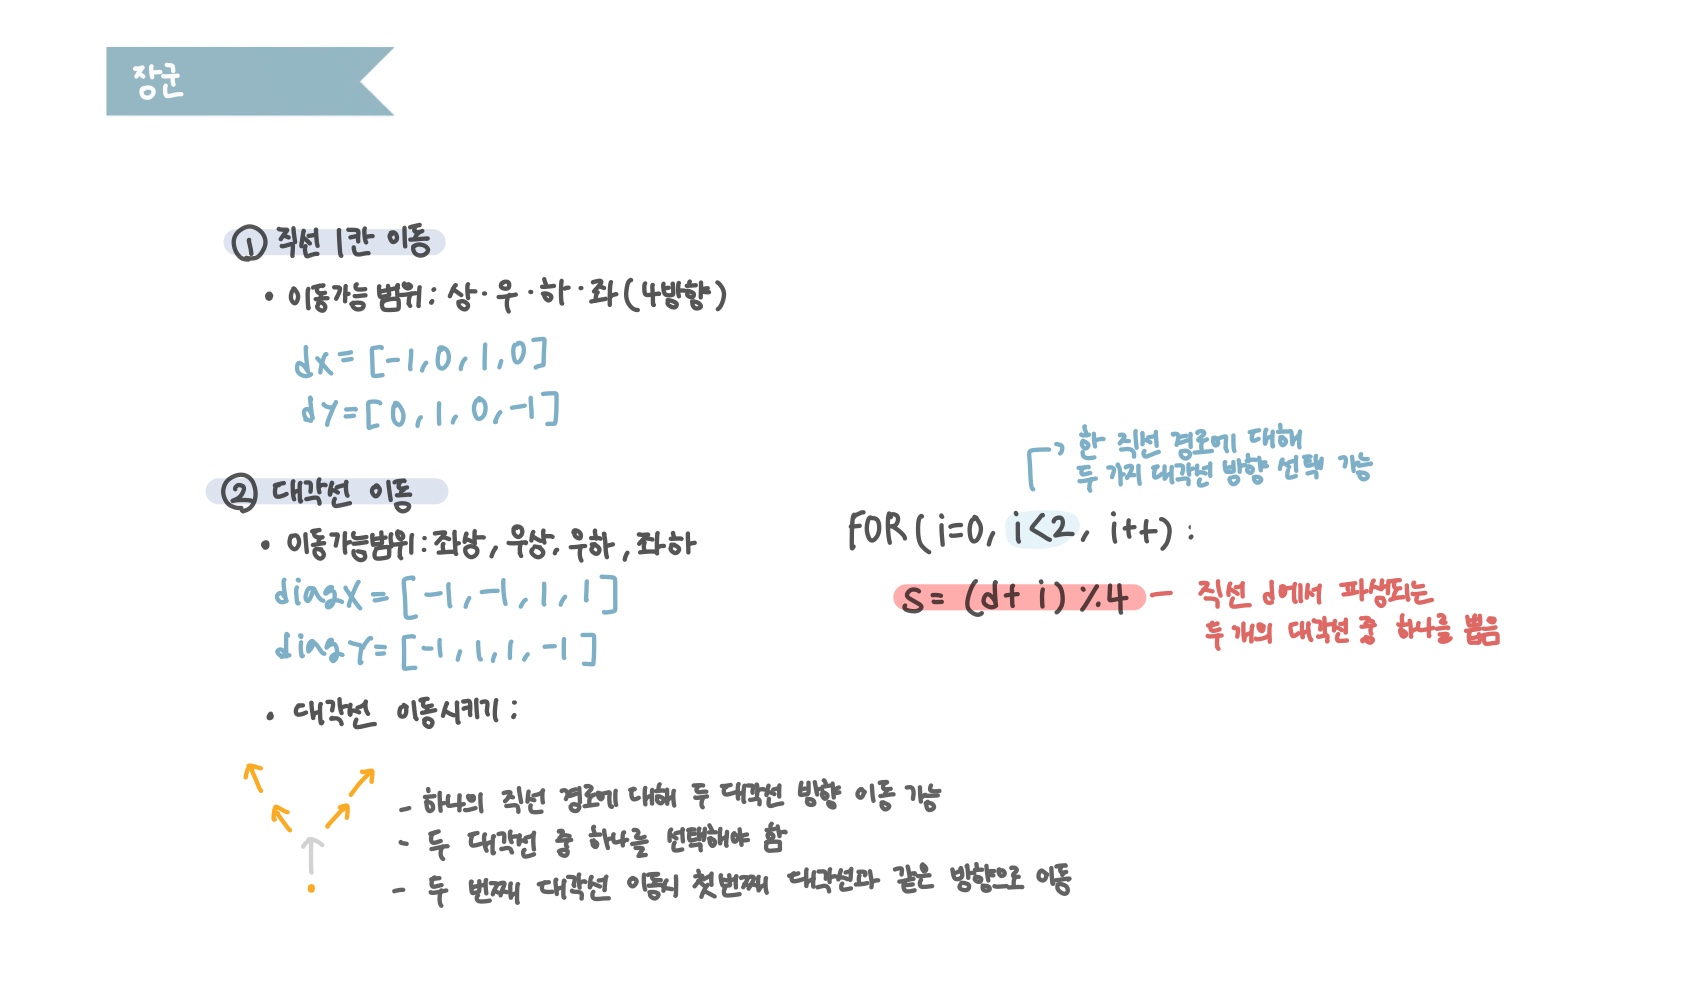 장군
① 직선 1칸 이동
• 이동가능 범위 : 상·우·하·좌 (4방향)
dx = [-1, 0, 1, 0]
dy = [0, 1, 0, -1]
② 대각선 이동
• 이동가능범위 : 좌상, 우상, 우하, 좌하
diagX = [-1, -1, 1, 1]
diagY = [-1, 1, 1, -1]
• 대각선 이동시키기 :
- 하나의 직선 경로에 대해 두 대각선 방향 이동 가능
- 두 대각선 중 하나를 선택해야 함
- 두 번째 대각선 이동시 첫번째 대각선과 같은 방향으로 이동
한 직선 경로에 대해
두 가지 대각선 방향 선택 가능
FOR (i=0, i<2, i++) :
s = (d + i) % 4 - 직선 d에서 파생되는
두 개의 대각선 중 하나를 뽑음